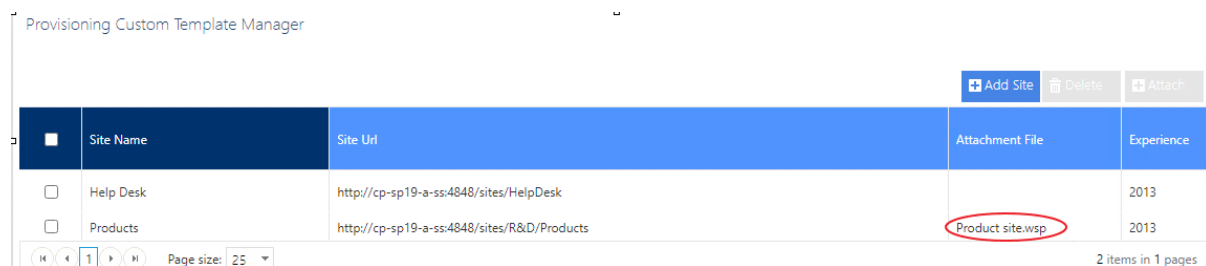 Provisioning Custom Template Manager
Add Site Delete Attach
Site Name Site Url Attachment File Experience
Help Desk http://cp-sp19-a-ss:4848/sites/HelpDesk 2013
Products http://cp-sp19-a-ss:4848/sites/R&D/Products Product site.wsp 2013
1 Page size: 25 2 items in 1 pages